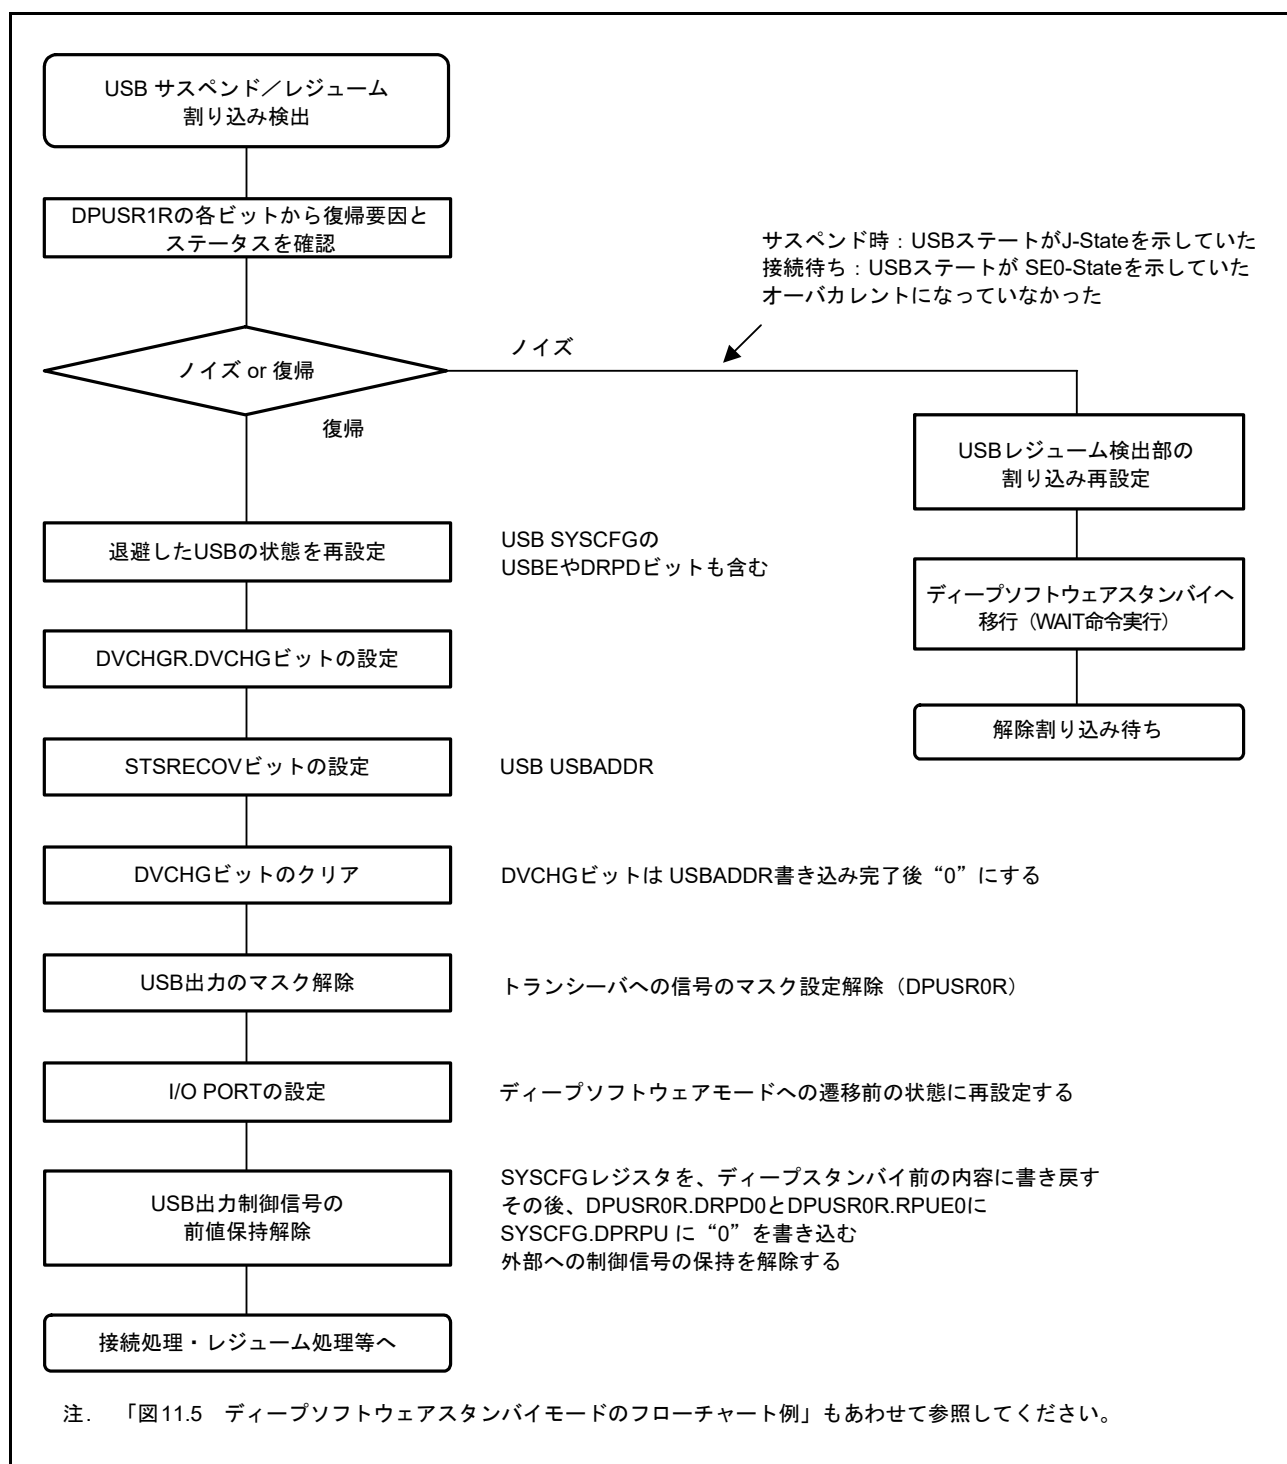 USB サスペンド／レジューム
割り込み検出
DPUSR1Rの各ビットから復帰要因と
ステータスを確認
サスペンド時：USBステートがJ-Stateを示していた
接続待ち：USBステートが SE0-Stateを示していた
オーバカレントになっていなかった
ノイズ or 復帰
ノイズ
復帰
USBレジューム検出部の
割り込み再設定
ディープソフトウェアスタンバイへ
移行（WAIT命令実行）
解除割り込み待ち
退避したUSBの状態を再設定
USB SYSCFGの
USBEやDRPDビットも含む
DVCHGR.DVCHGビットの設定
STSRECOVビットの設定
USB USBADDR
DVCHGビットのクリア
DVCHGビットは USBADDR書き込み完了後“0”にする
USB出力のマスク解除
トランシーバへの信号のマスク設定解除（DPUSR0R）
I/O PORTの設定
ディープソフトウェアモードへの遷移前の状態に再設定する
USB出力制御信号の
前値保持解除
SYSCFGレジスタを、ディープスタンバイ前の内容に書き戻す
その後、DPUSR0R.DRPD0とDPUSR0R.RPUE0に
SYSCFG.DPRPU に“0”を書き込む
外部への制御信号の保持を解除する
接続処理・レジューム処理等へ
注. 「図11.5 ディープソフトウェアスタンバイモードのフローチャート例」もあわせて参照してください。